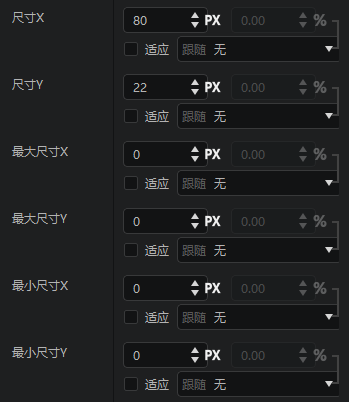 尺寸X 80 PX 0.00 %
适应 跟随 无
尺寸Y 22 PX 0.00 %
适应 跟随 无
最大尺寸X 0 PX 0.00 %
适应 跟随 无
最大尺寸Y 0 PX 0.00 %
适应 跟随 无
最小尺寸X 0 PX 0.00 %
适应 跟随 无
最小尺寸Y 0 PX 0.00 %
适应 跟随 无